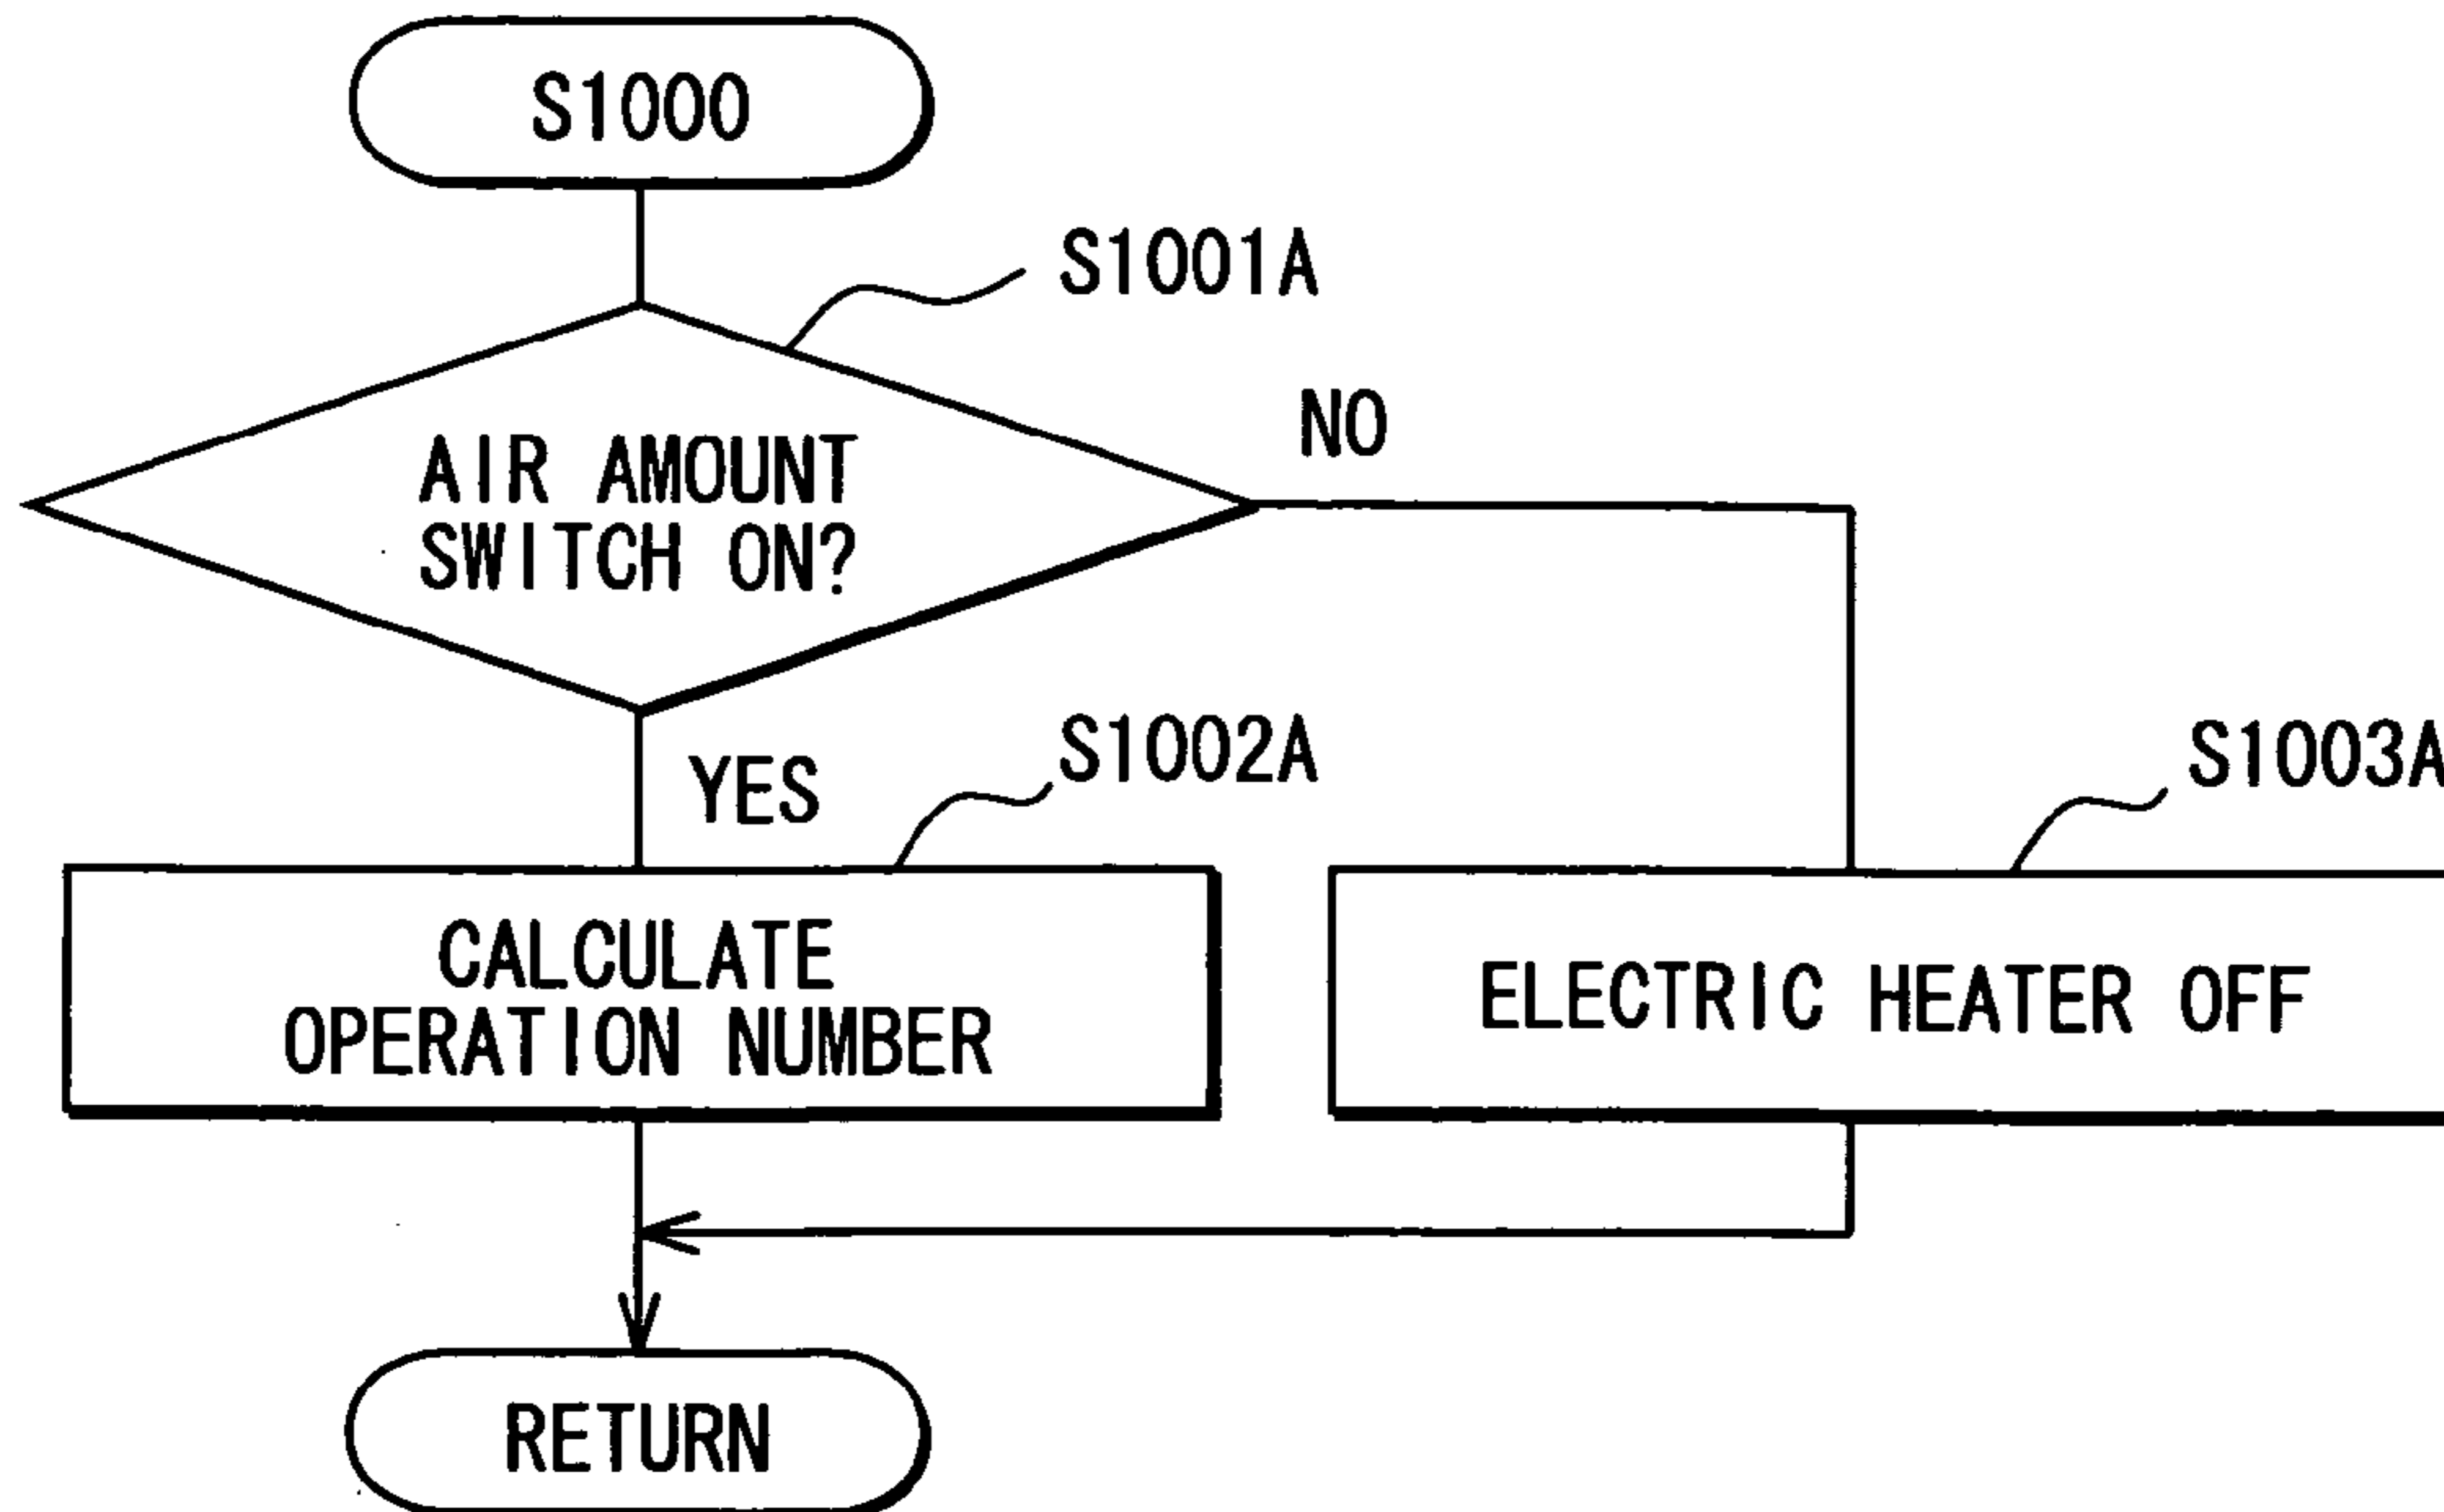 S1000
S1001A
AIR AMOUNT
SWITCH ON?
NO
YES
S1002A
S1003A
CALCULATE
OPERATION NUMBER
ELECTRIC HEATER OFF
RETURN